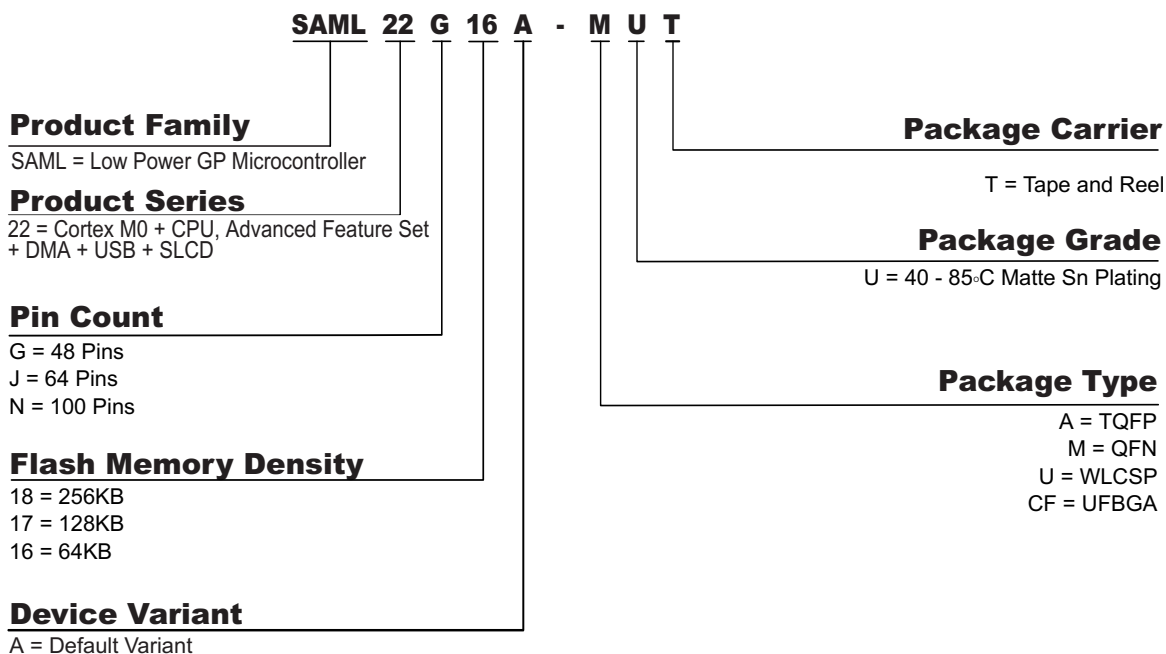 SAML 22 G 16 A - M U T
Product Family
SAML = Low Power GP Microcontroller
Product Series
22 = Cortex M0 + CPU, Advanced Feature Set
+ DMA + USB + SLCD
Pin Count
G = 48 Pins
J = 64 Pins
N = 100 Pins
Flash Memory Density
18 = 256KB
17 = 128KB
16 = 64KB
Device Variant
A = Default Variant
Package Carrier
T = Tape and Reel
Package Grade
U = 40 - 85◦C Matte Sn Plating
Package Type
A = TQFP
M = QFN
U = WLCSP
CF = UFBGA